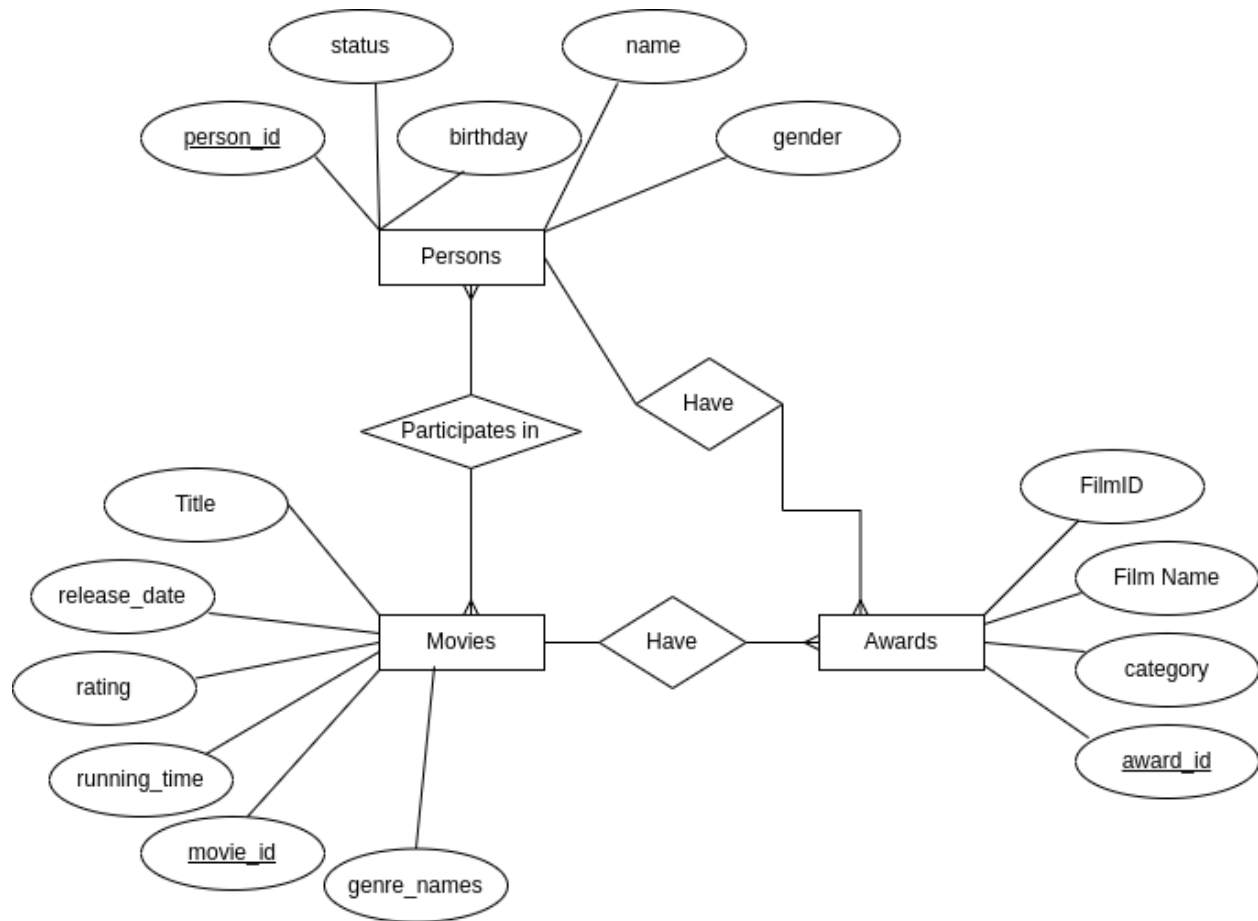 status
name
person_id
birthday
gender
Persons
Have
Participates in
FilmID
Title
Film Name
release_date
Movies
Have
Awards
category
rating
award_id
running_time
movie_id
genre_names